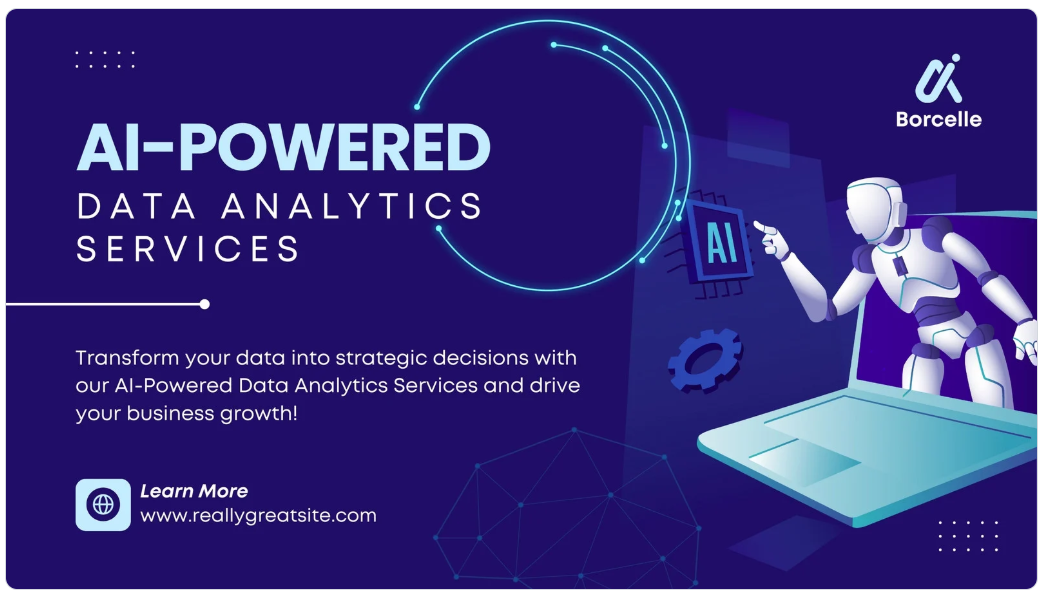 AI-POWERED
DATA ANALYTICS
SERVICES
Borcelle
AI
Transform your data into strategic decisions with
our AI-Powered Data Analytics Services and drive
your business growth!
Learn More
www.reallygreatsite.com